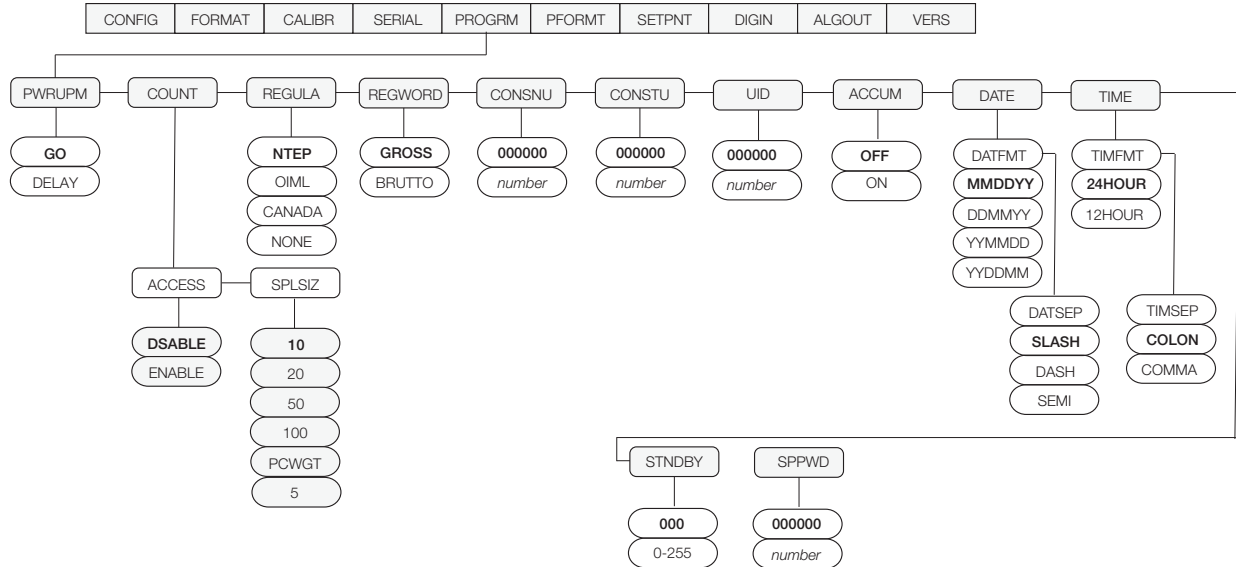 CONFIG FORMAT CALIBR SERIAL PROGRM PFORMT SETPNT DIGIN ALGOUT VERS
PWRUPM COUNT REGULA REGWORD CONSNU CONSTU UID ACCUM DATE TIME
GO
DELAY
NTEP
OIML
CANADA
NONE
GROSS
BRUTTO
000000
number
000000
number
000000
number
OFF
ON
DATFMT
MMDDYY
DDMMYY
YYMMDD
YYDDMM
TIMFMT
24HOUR
12HOUR
ACCESS SPLSIZ
DSABLE
ENABLE
10
20
50
100
PCWGT
5
DATSEP
SLASH
DASH
SEMI
TIMSEP
COLON
COMMA
STNDBY SPPWD
000
0-255
000000
number